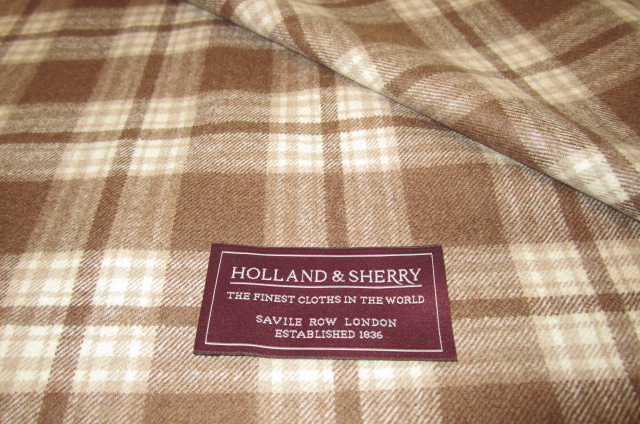 HOLLAND & SHERRY
THE FINEST CLOTHS IN THE WORLD
SAVILE ROW LONDON
ESTABLISHED 1836